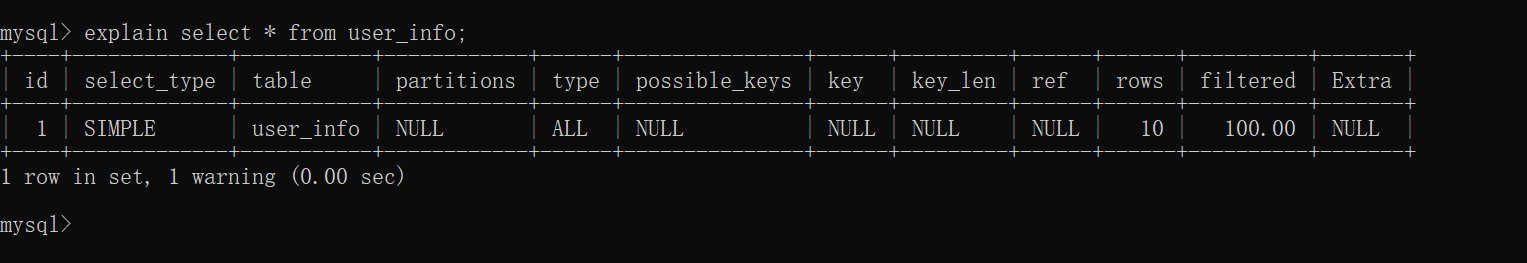 mysql> explain select * from user_info;
+----+-------------+-----------+------------+------+---------------+------+---------+------+------+----------+-------+
| id | select_type | table     | partitions | type | possible_keys | key  | key_len | ref  | rows | filtered | Extra |
+----+-------------+-----------+------------+------+---------------+------+---------+------+------+----------+-------+
|  1 | SIMPLE      | user_info | NULL       | ALL  | NULL          | NULL | NULL    | NULL |   10 |   100.00 | NULL  |
+----+-------------+-----------+------------+------+---------------+------+---------+------+------+----------+-------+
1 row in set, 1 warning (0.00 sec)
mysql>